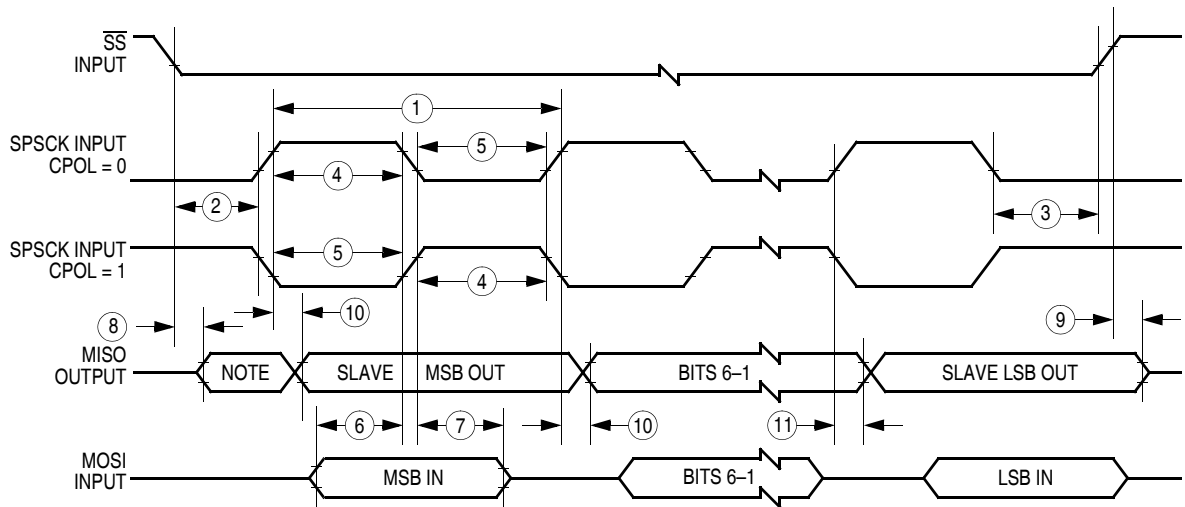 SS
INPUT
1
SPSCK INPUT
CPOL = 0
5
4
2
3
SPSCK INPUT
CPOL = 1
5
4
8
10
9
MISO
OUTPUT
NOTE
SLAVE MSB OUT
BITS 6–1
SLAVE LSB OUT
6
7
10
11
MOSI
INPUT
MSB IN
BITS 6–1
LSB IN